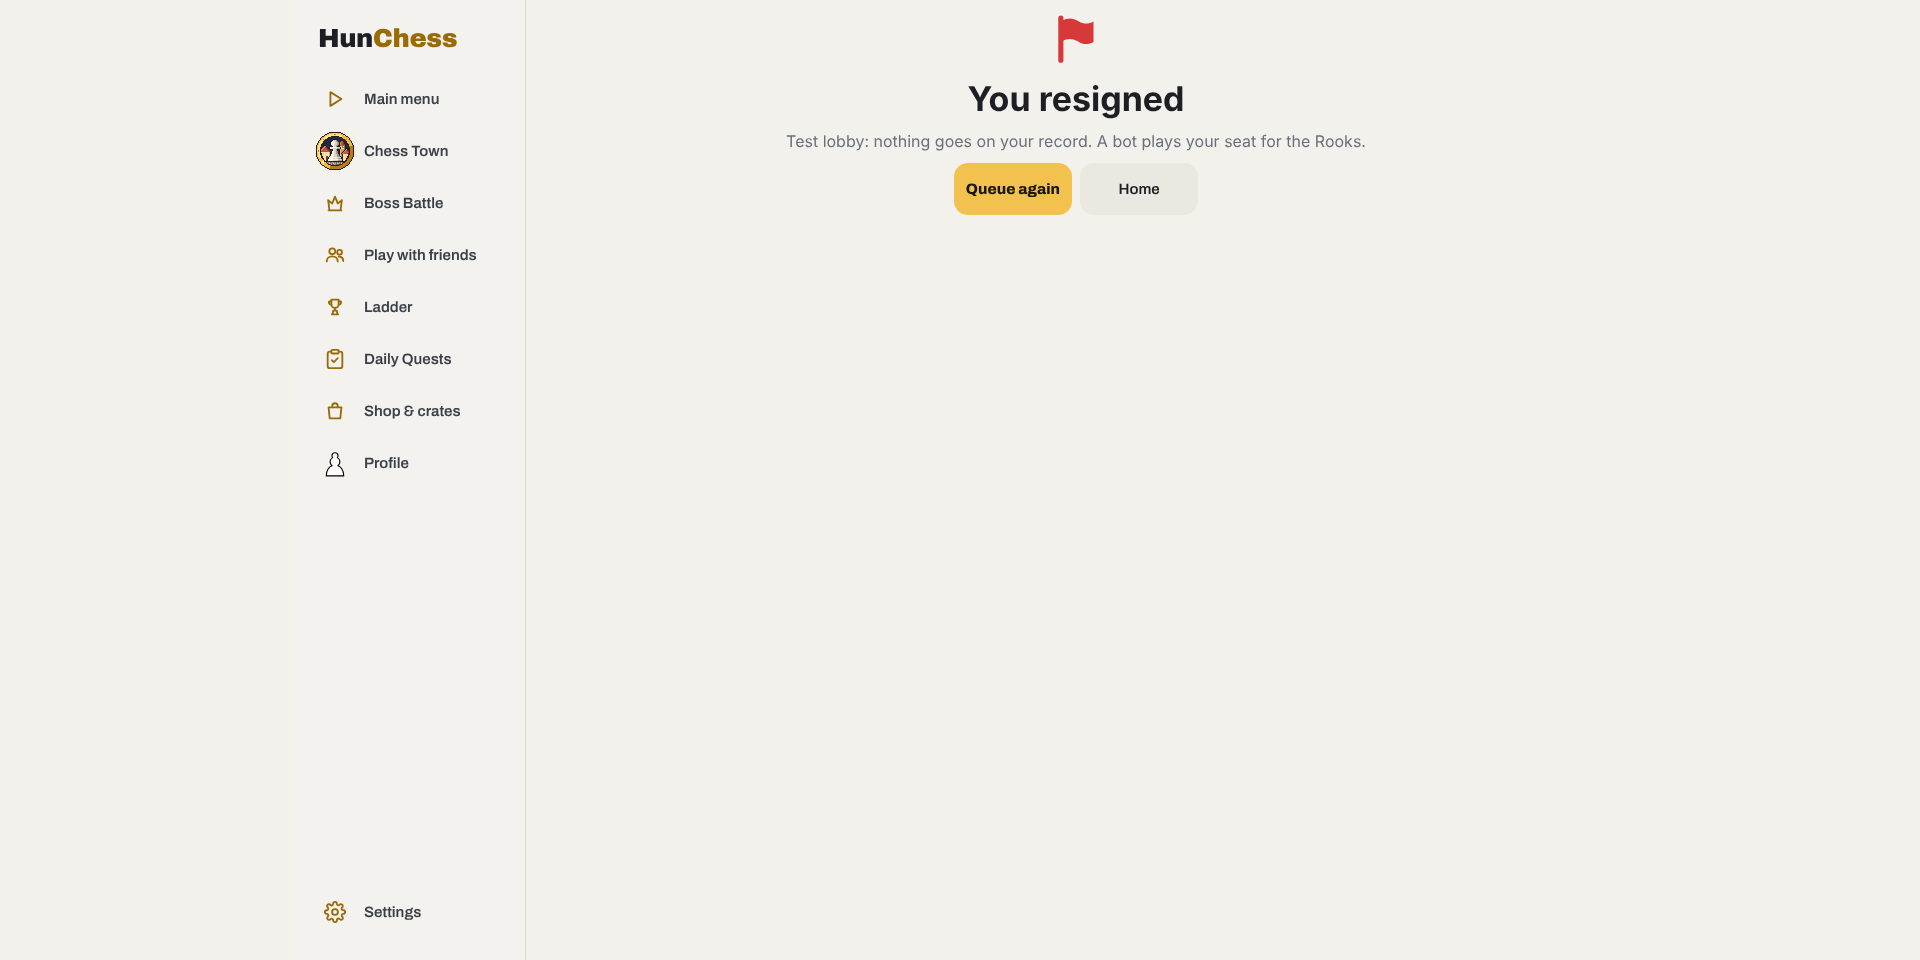 HunChess
Main menu
Chess Town
Boss Battle
Play with friends
Ladder
Daily Quests
Shop & crates
Profile
Settings
You resigned
Test lobby: nothing goes on your record. A bot plays your seat for the Rooks.
Queue again
Home